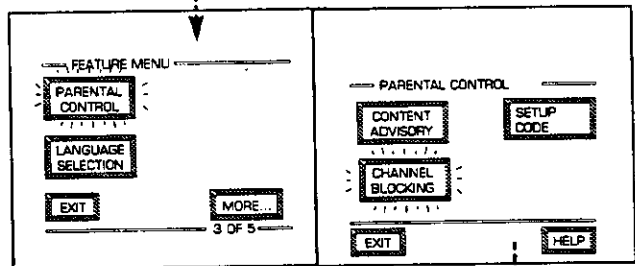 FEATURE MENU
PARENTAL
CONTROL
LANGUAGE
SELECTION
EXIT
MORE...
3 OF 5
PARENTAL CONTROL
CONTENT
ADVISORY
SETUP
CODE
CHANNEL
BLOCKING
EXIT
HELP